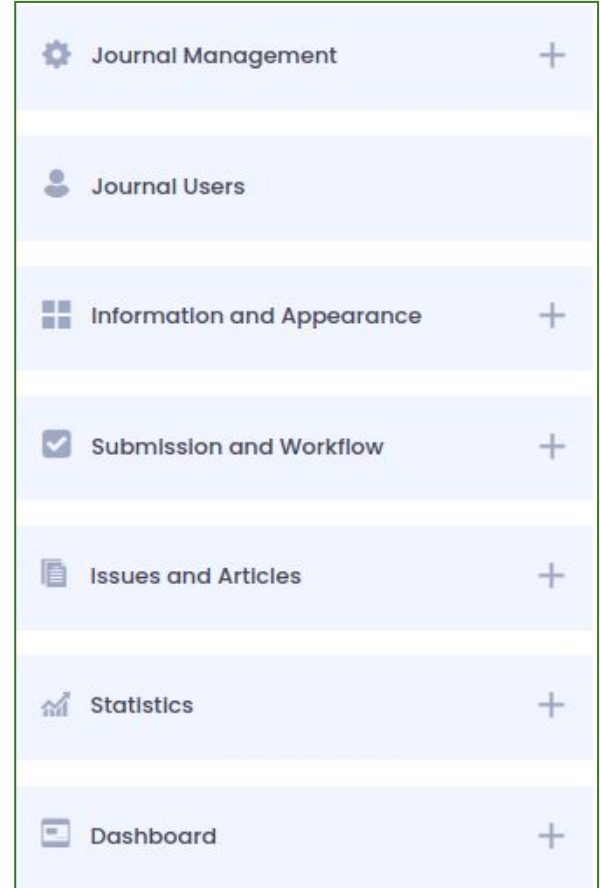 Journal Management
Journal Users
Information and Appearance
Submission and Workflow
Issues and Articles
Statistics
Dashboard